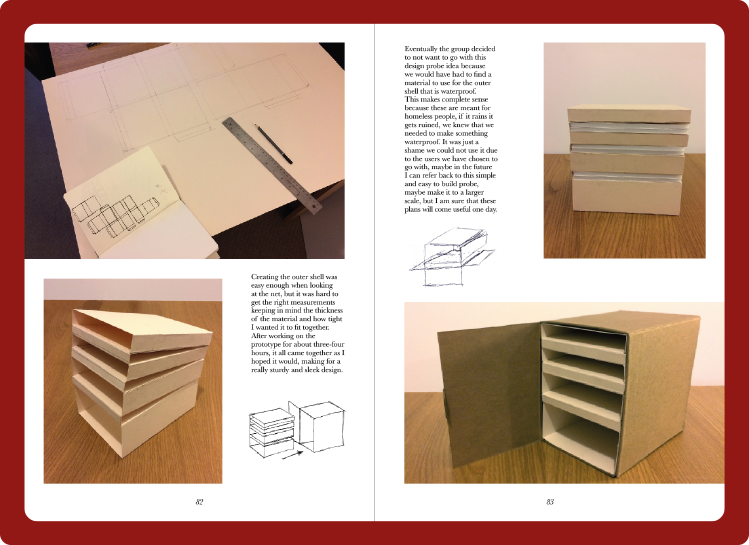 Creating the outer shell was
easy enough when looking
at the net, but it was hard to
get the right measurements
keeping in mind the thickness
of the material and how tight
I wanted it to fit together.
After working on the
prototype for about three-four
hours, it all came together as I
hoped it would, making for a
really sturdy and sleek design.
82
Eventually the group decided
to not want to go with this
design probe idea because
we would have had to find a
material to use for the outer
shell that is waterproof.
This makes complete sense
because these are meant for
homeless people, if it rains it
gets ruined, we knew that we
needed to make something
waterproof. It was just a
shame we could not use it due
to the users we have chosen to
go with, maybe in the future
I can refer back to this simple
and easy to build probe,
maybe make it to a larger
scale, but I am sure that these
plans will come useful one day.
83